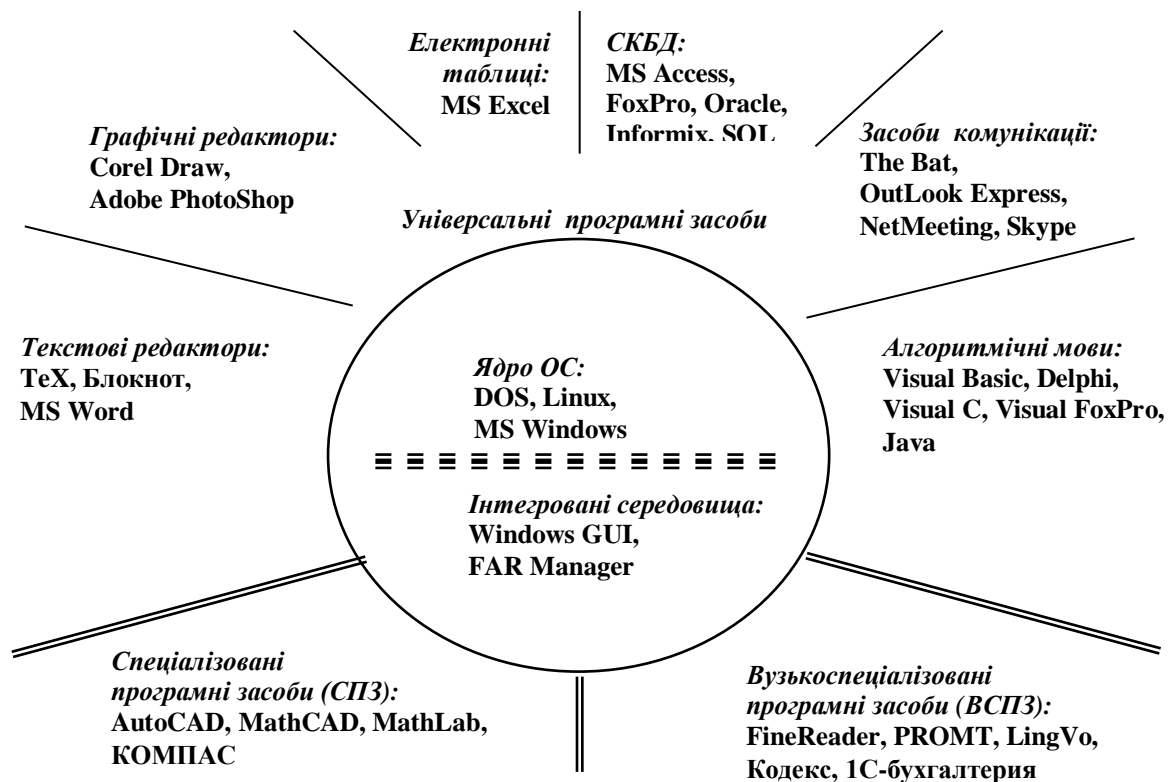 Електронні
таблиці:
MS Excel
СКБД:
MS Access,
FoxPro, Oracle,
Informix, SQL
Графічні редактори:
Corel Draw,
Adobe PhotoShop
Засоби комунікації:
The Bat,
OutLook Express,
NetMeeting, Skype
Універсальні програмні засоби
Текстові редактори:
TeX, Блокнот,
MS Word
Ядро ОС:
DOS, Linux,
MS Windows
Алгоритмічні мови:
Visual Basic, Delphi,
Visual C, Visual FoxPro,
Java
Інтегровані середовища:
Windows GUI,
FAR Manager
Спеціалізовані
програмні засоби (СПЗ):
AutoCAD, MathCAD, MathLab,
КОМПАС
Вузькоспеціалізовані
програмні засоби (ВСПЗ):
FineReader, PROMT, LingVo,
Кодекс, 1С-бухгалтерия